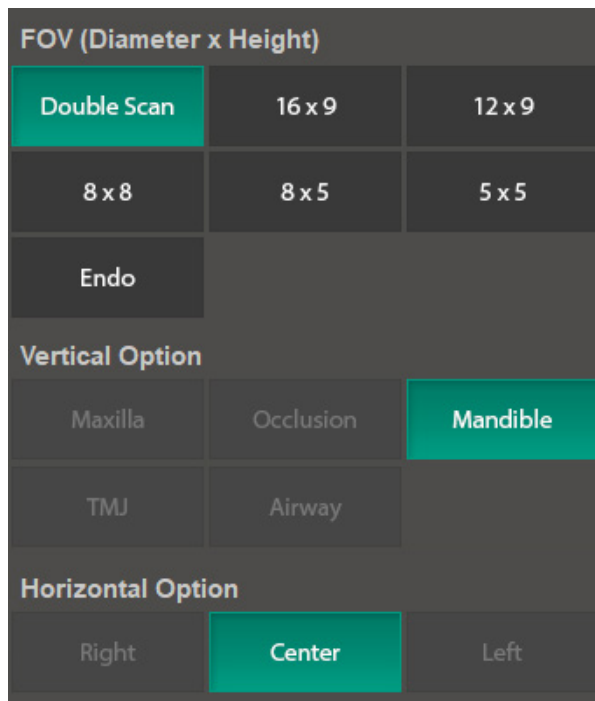 FOV (Diameter x Height)
Double Scan 16 x 9 12 x 9
8 x 8 8 x 5 5 x 5
Endo
Vertical Option
Maxilla Occlusion Mandible
TMJ Airway
Horizontal Option
Right Center Left